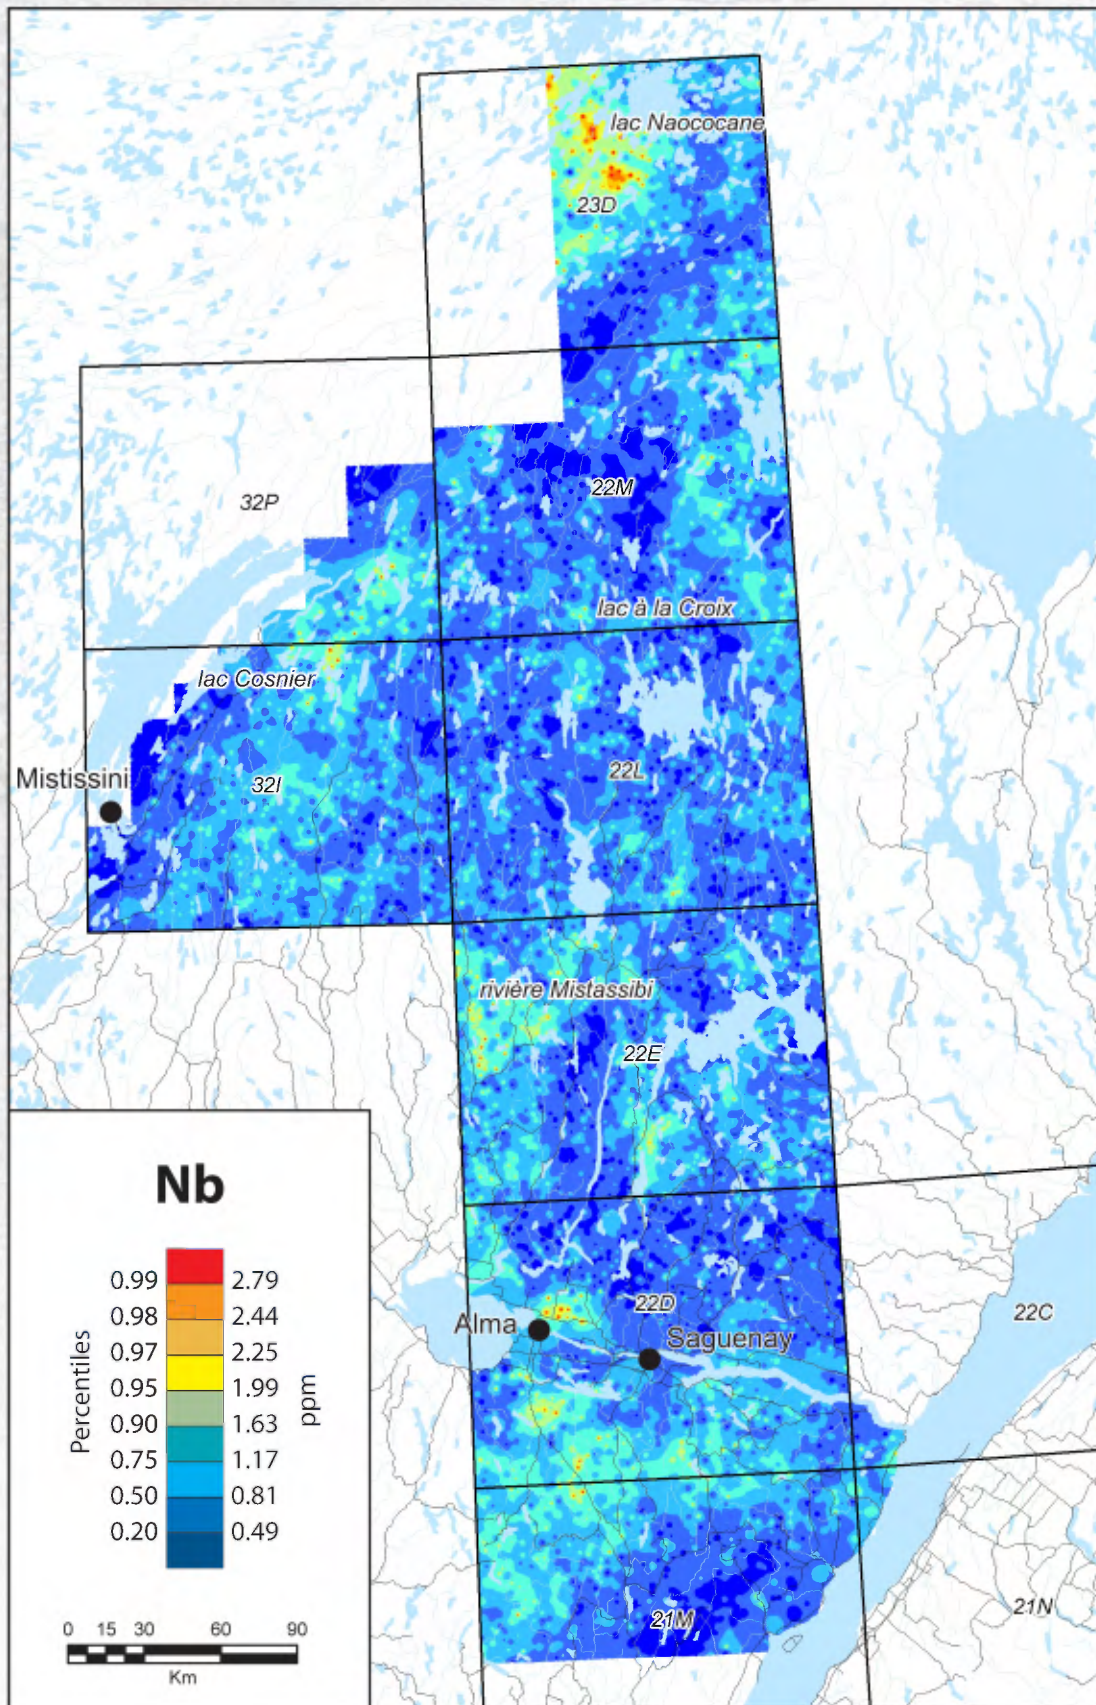 lac Naococane
23D
22M
32P
lac à la Croix
lac Cosnier
Mistissini
32I
22L
rivière Mistassibi
22E
Nb
Percentiles
ppm
0.99 2.79
0.98 2.44
0.97 2.25
0.95 1.99
0.90 1.63
0.75 1.17
0.50 0.81
0.20 0.49
22D
22C
Alma
Saguenay
21M
21N
0 15 30 60 90
Km